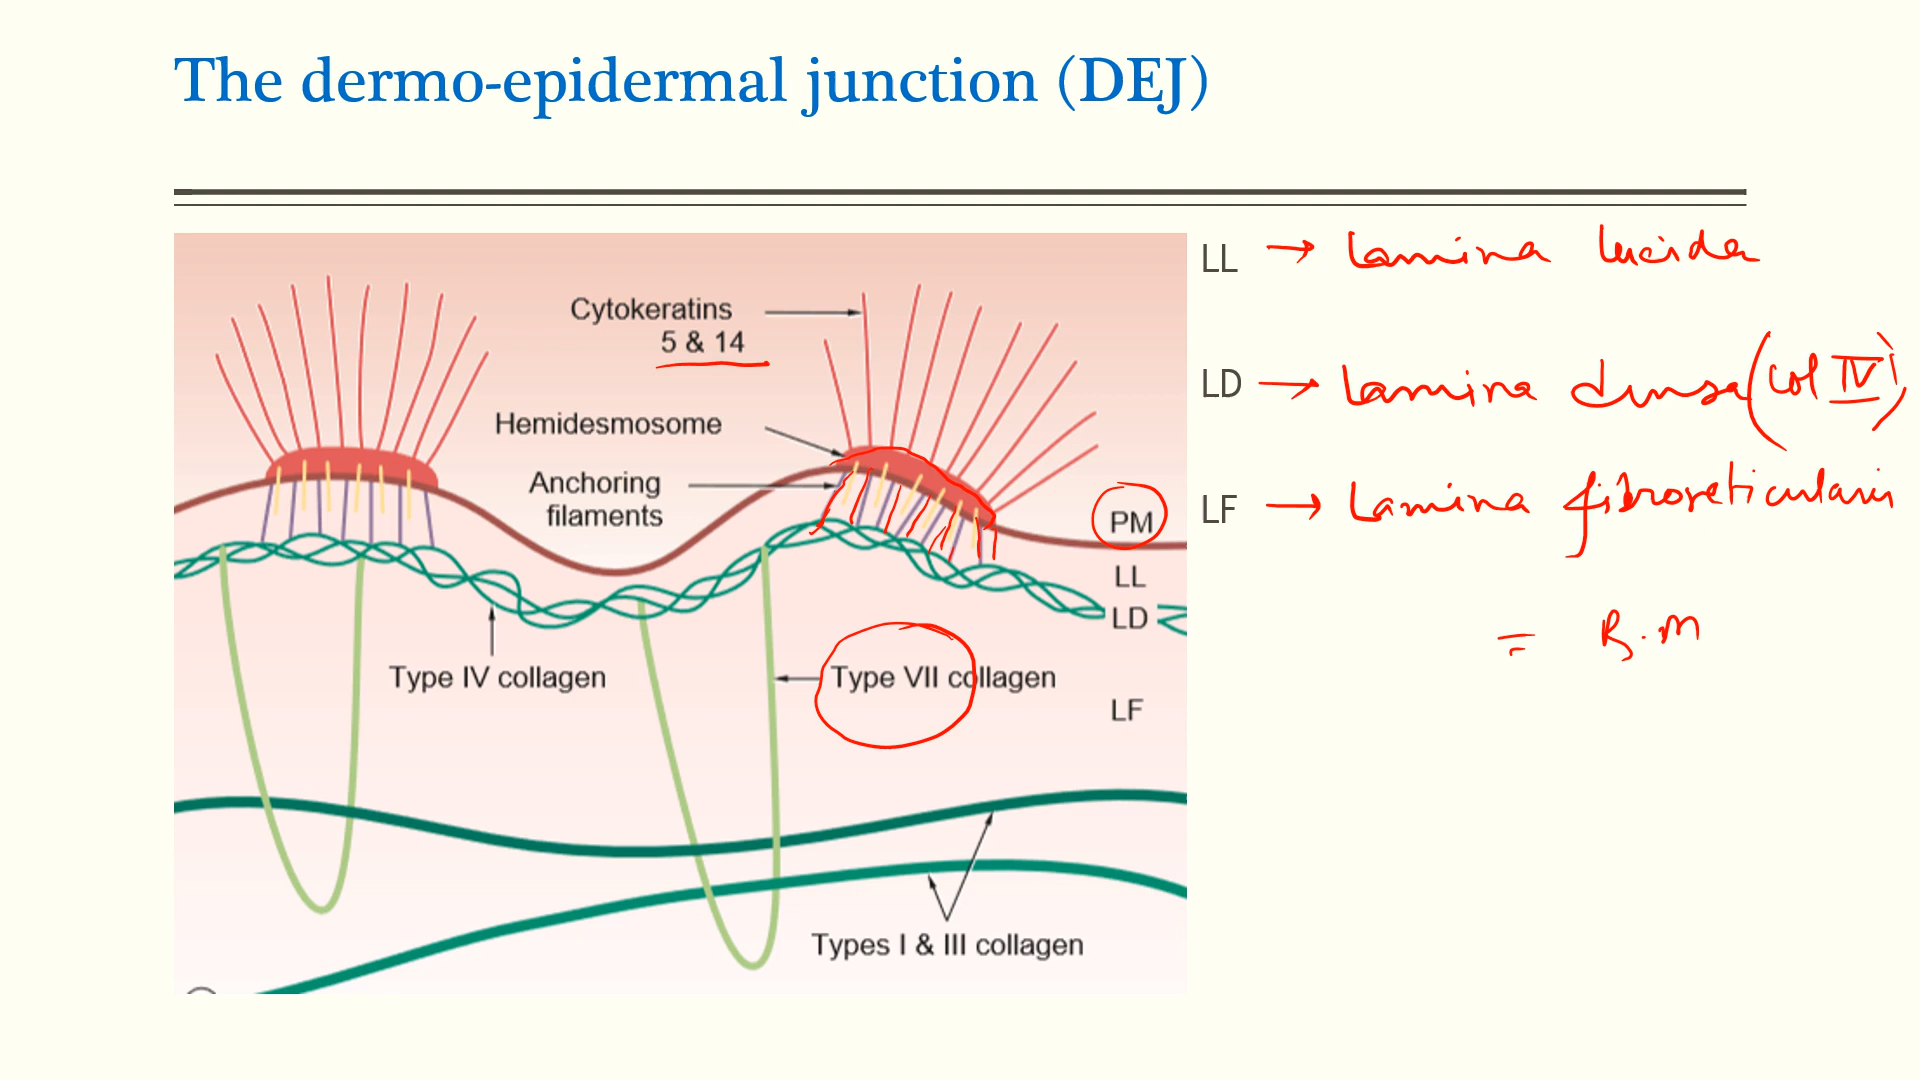 The dermo-epidermal junction (DEJ)
Cytokeratins
5 & 14
Hemidesmosome
Anchoring
filaments
PM
LL
LD
Type IV collagen
Type VII collagen
LF
Types I & III collagen
LL → Lamina lucida
LD → Lamina densa (Col IV)
LF → Lamina fibroreticularis
= B.M